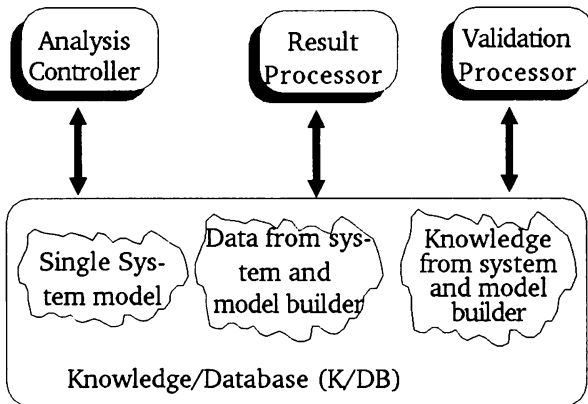 Analysis
Controller
Result
Processor
Validation
Processor
Single Sys-
tem model
Data from sys-
tem and
model builder
Knowledge
from system
and model
builder
Knowledge/Database (K/DB)